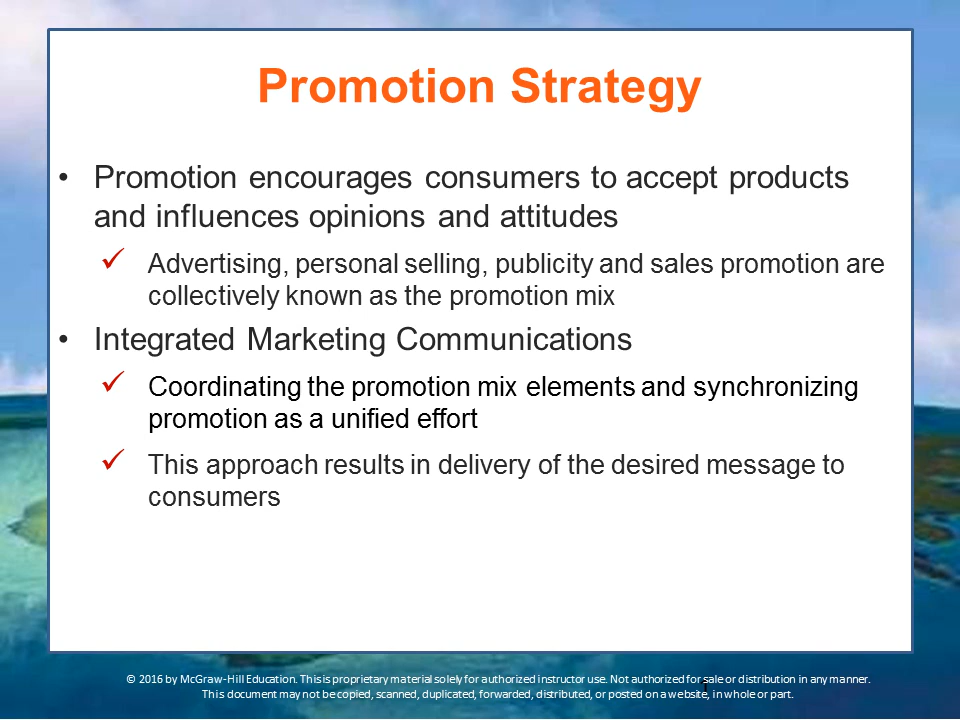 Promotion Strategy
• Promotion encourages consumers to accept products
and influences opinions and attitudes
✓ Advertising, personal selling, publicity and sales promotion are
collectively known as the promotion mix
• Integrated Marketing Communications
✓ Coordinating the promotion mix elements and synchronizing
promotion as a unified effort
✓ This approach results in delivery of the desired message to
consumers
© 2016 by McGraw-Hill Education. This is proprietary material solely for authorized instructor use. Not authorized for sale or distribution in any manner.
This document may not be copied, scanned, duplicated, forwarded, distributed, or posted on a website, in whole or part.